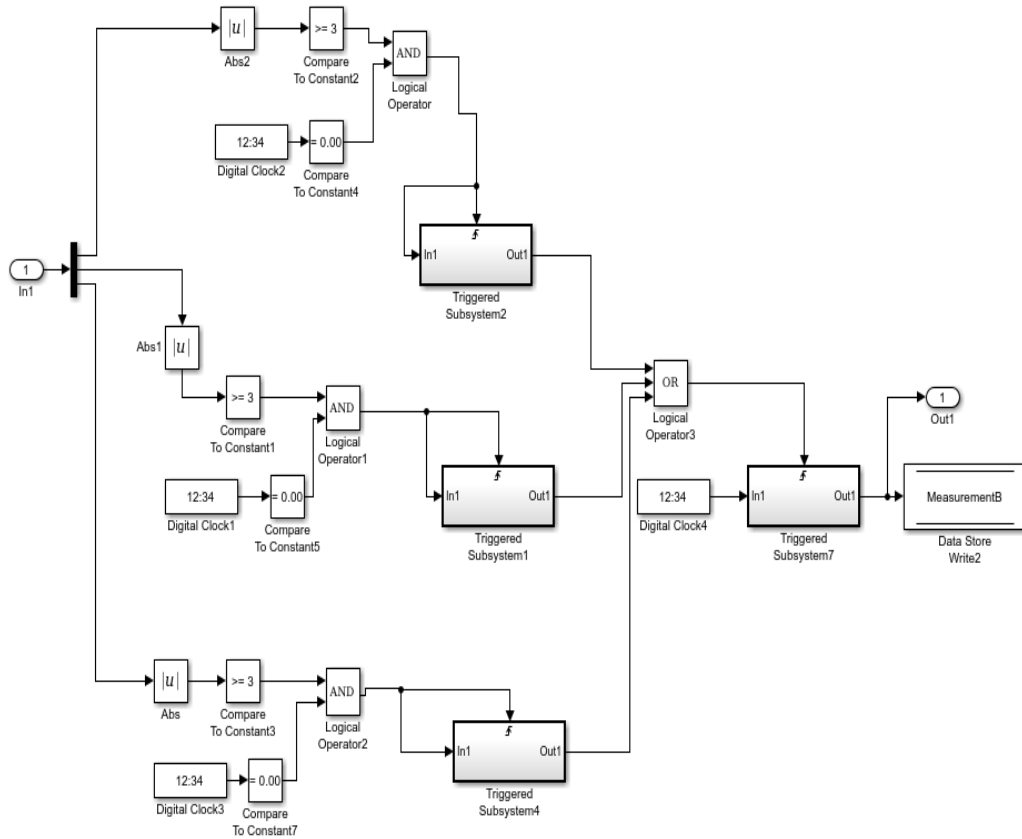 |u|
Abs2
>= 3
Compare
To Constant2
AND
Logical
Operator
12:34
Digital Clock2
= 0.00
Compare
To Constant4
1
In1
In1
Out1
Triggered
Subsystem2
Abs1
|u|
>= 3
Compare
To Constant1
AND
Logical
Operator1
12:34
Digital Clock1
= 0.00
Compare
To Constant5
In1
Out1
Triggered
Subsystem1
OR
Logical
Operator3
12:34
Digital Clock4
In1
Out1
Triggered
Subsystem7
1
Out1
MeasurementB
Data Store
Write2
|u|
Abs
>= 3
Compare
To Constant3
AND
Logical
Operator2
12:34
Digital Clock3
= 0.00
Compare
To Constant7
In1
Out1
Triggered
Subsystem4